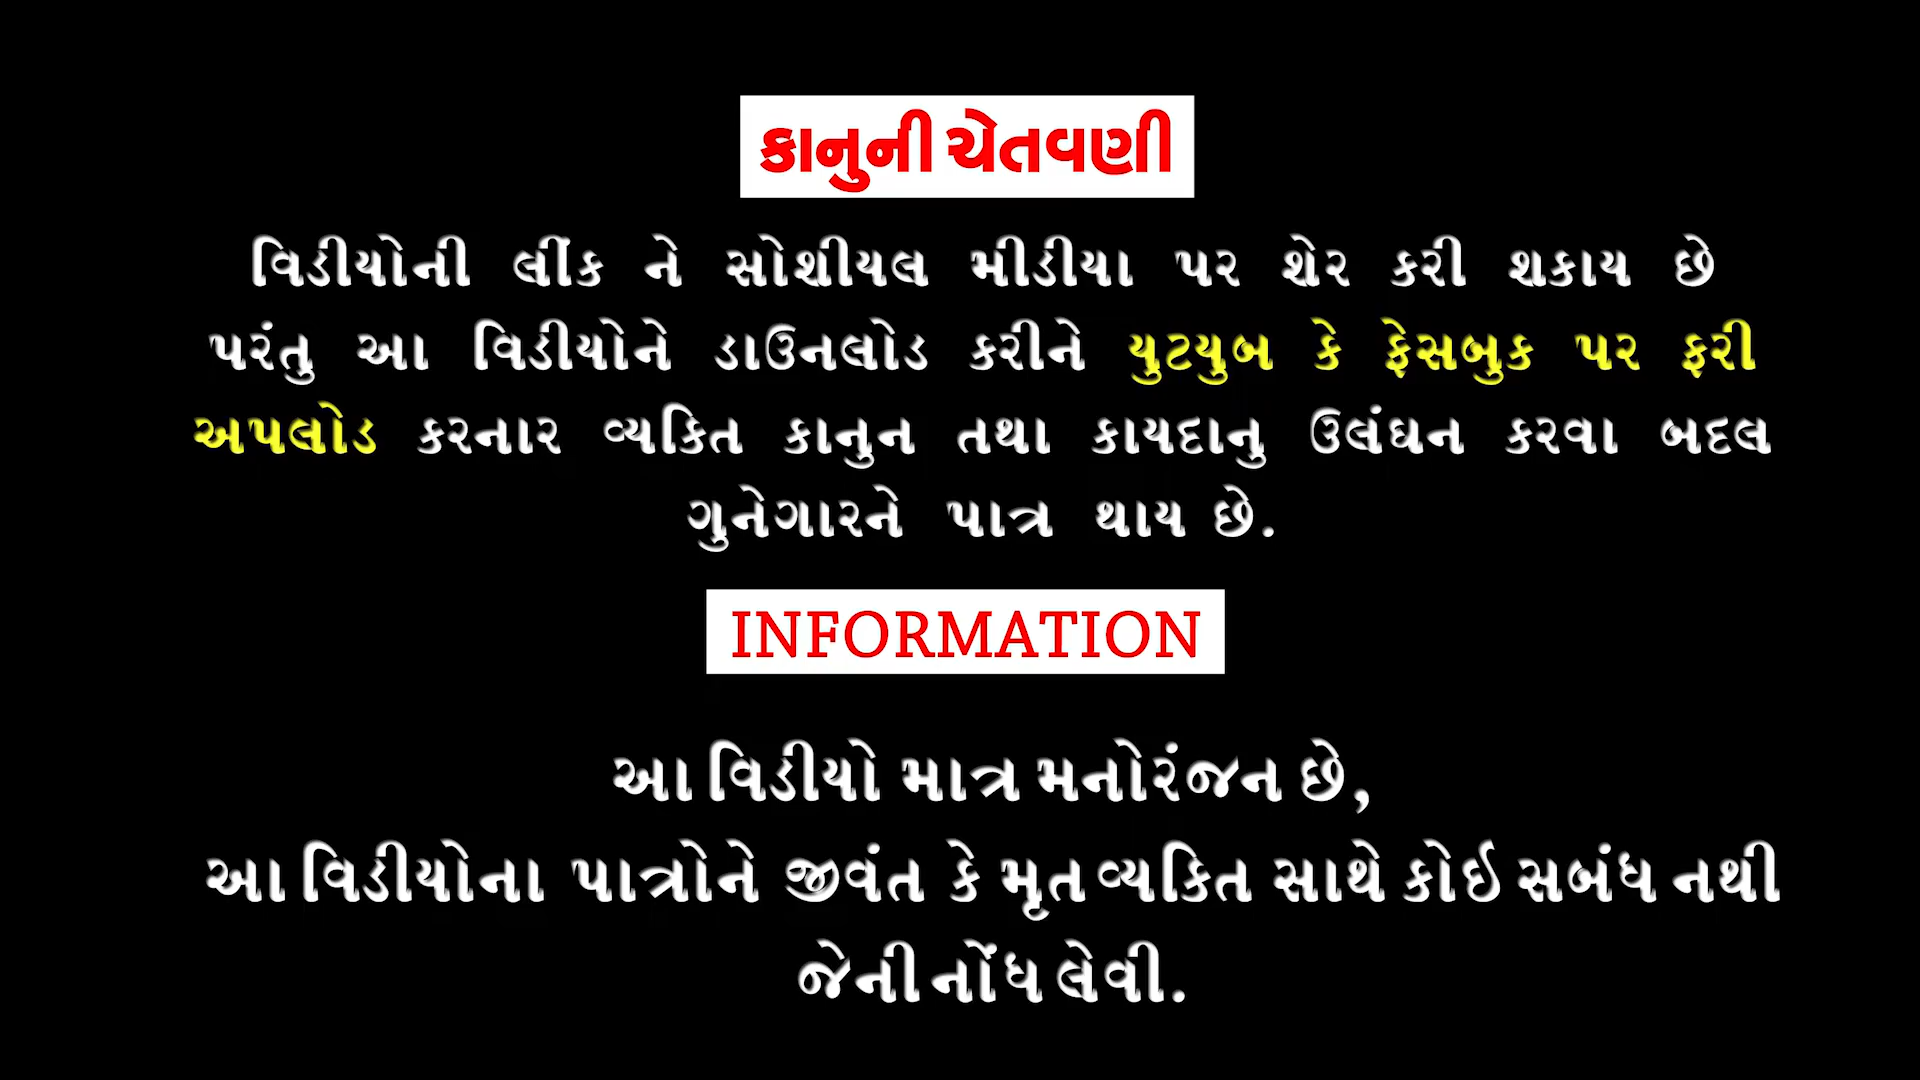 કાનુની ચેતવણી
વિડીયોની લીંક ને સોશીયલ મીડીયા પર શેર કરી શકાય છે
પરંતુ આ વિડીયોને ડાઉનલોડ કરીને યુટયુબ કે ફેસબુક પર ફરી
અપલોડ કરનાર વ્યકિત કાનુન તથા કાયદાનુ ઉલંઘન કરવા બદલ
ગુનેગારને પાત્ર થાય છે.
INFORMATION
આ વિડીયો માત્ર મનોરંજન છે,
આ વિડીયોના પાત્રોને જીવંત કે મૃત વ્યકિત સાથે કોઈ સબંધ નથી
જેની નોંધ લેવી.